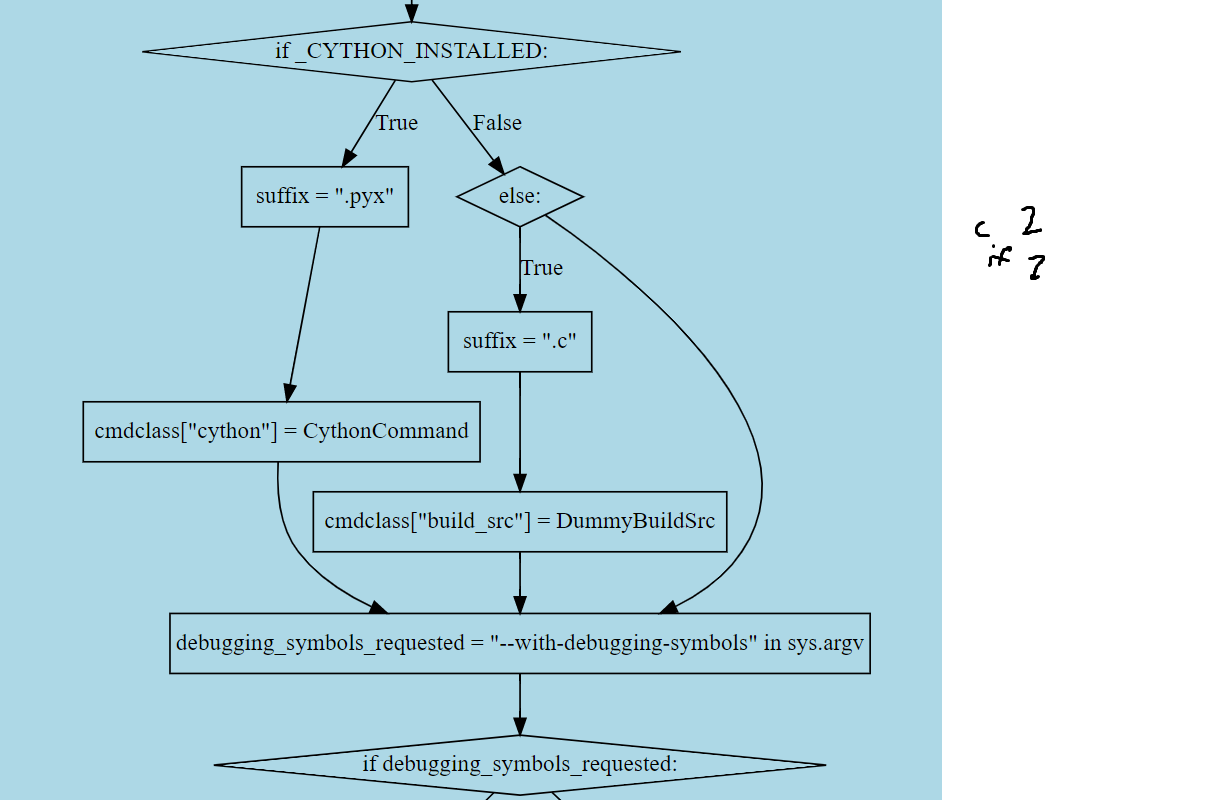 if _CYTHON_INSTALLED:
True
False
suffix = ".pyx"
else:
True
suffix = ".c"
cmdclass["cython"] = CythonCommand
cmdclass["build_src"] = DummyBuildSrc
debugging_symbols_requested = "--with-debugging-symbols" in sys.argv
if debugging_symbols_requested:
c 2
if ?